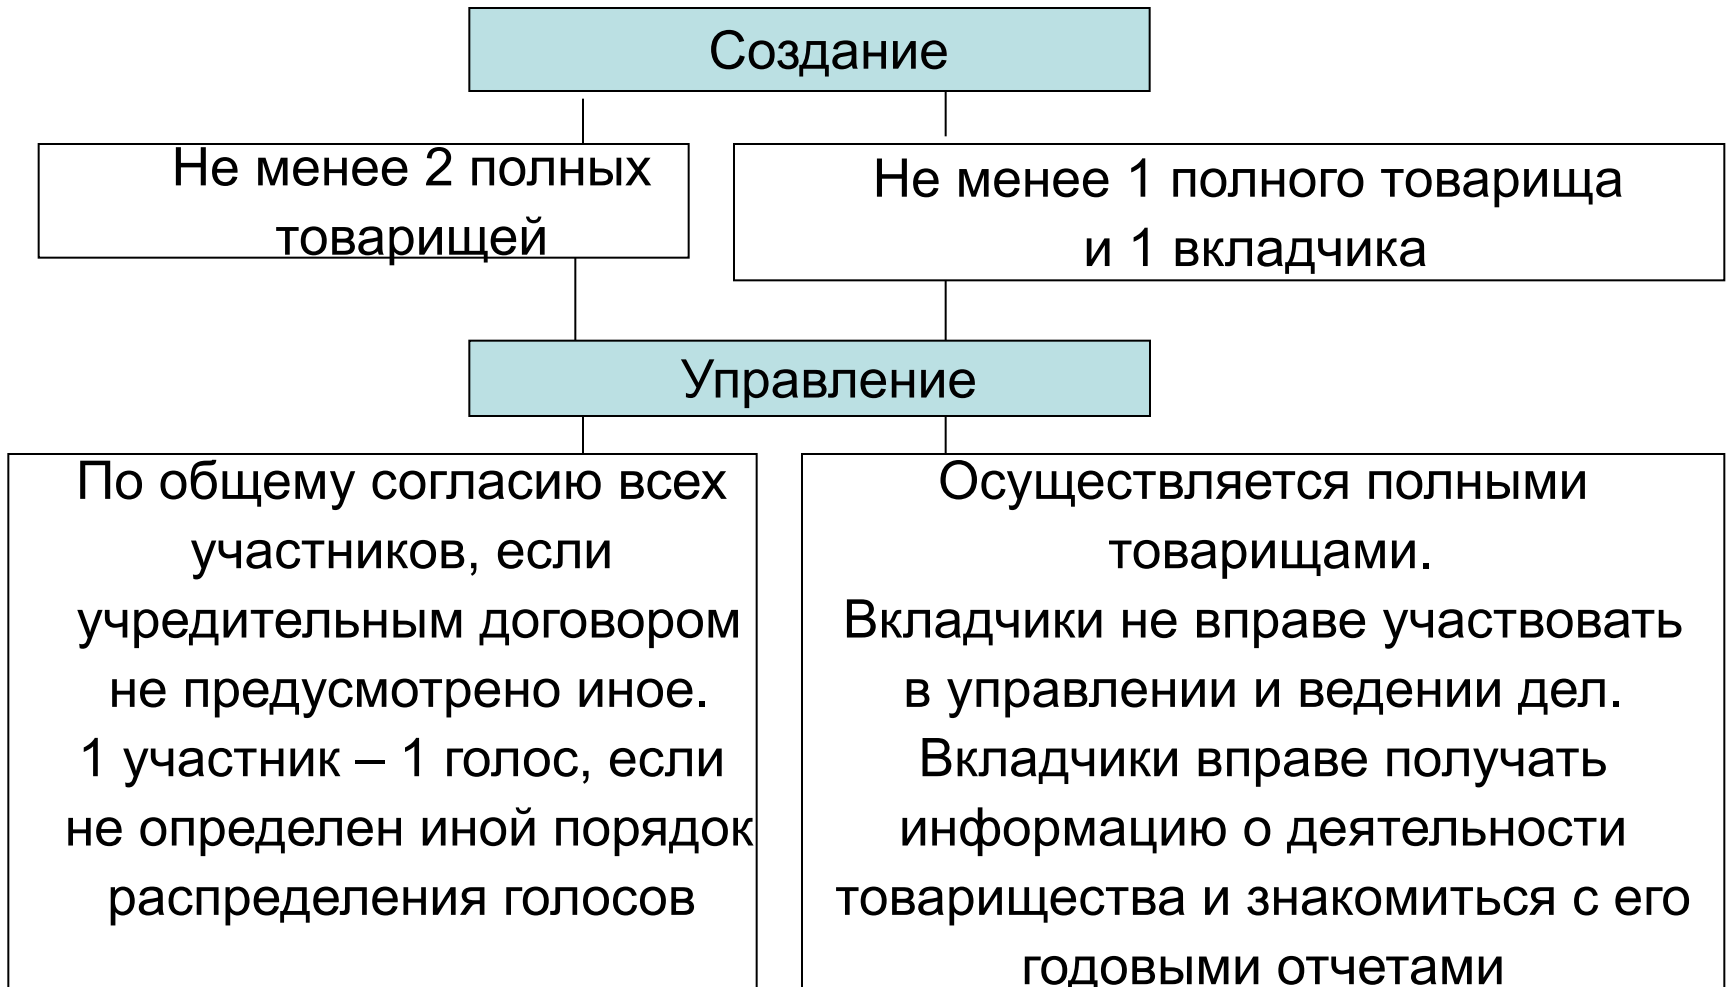 Создание
Не менее 2 полных
товарищей
Не менее 1 полного товарища
и 1 вкладчика
Управление
По общему согласию всех
участников, если
учредительным договором
не предусмотрено иное.
1 участник – 1 голос, если
не определен иной порядок
распределения голосов
Осуществляется полными
товарищами.
Вкладчики не вправе участвовать
в управлении и ведении дел.
Вкладчики вправе получать
информацию о деятельности
товарищества и знакомиться с его
годовыми отчетами